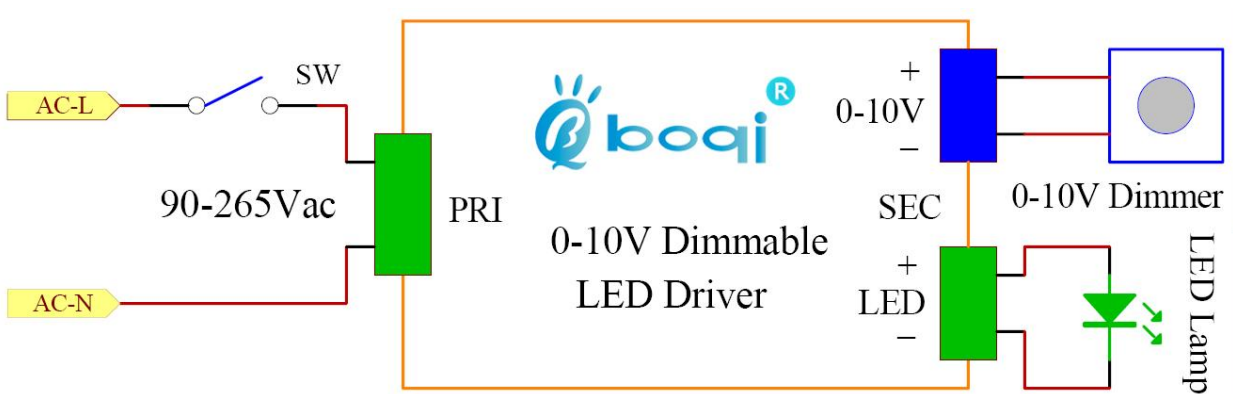 SW
AC-L
90-265Vac
AC-N
PRI
boqi®
0-10V Dimmable
LED Driver
+
0-10V
−
SEC
+
LED
−
0-10V Dimmer
LED Lamp